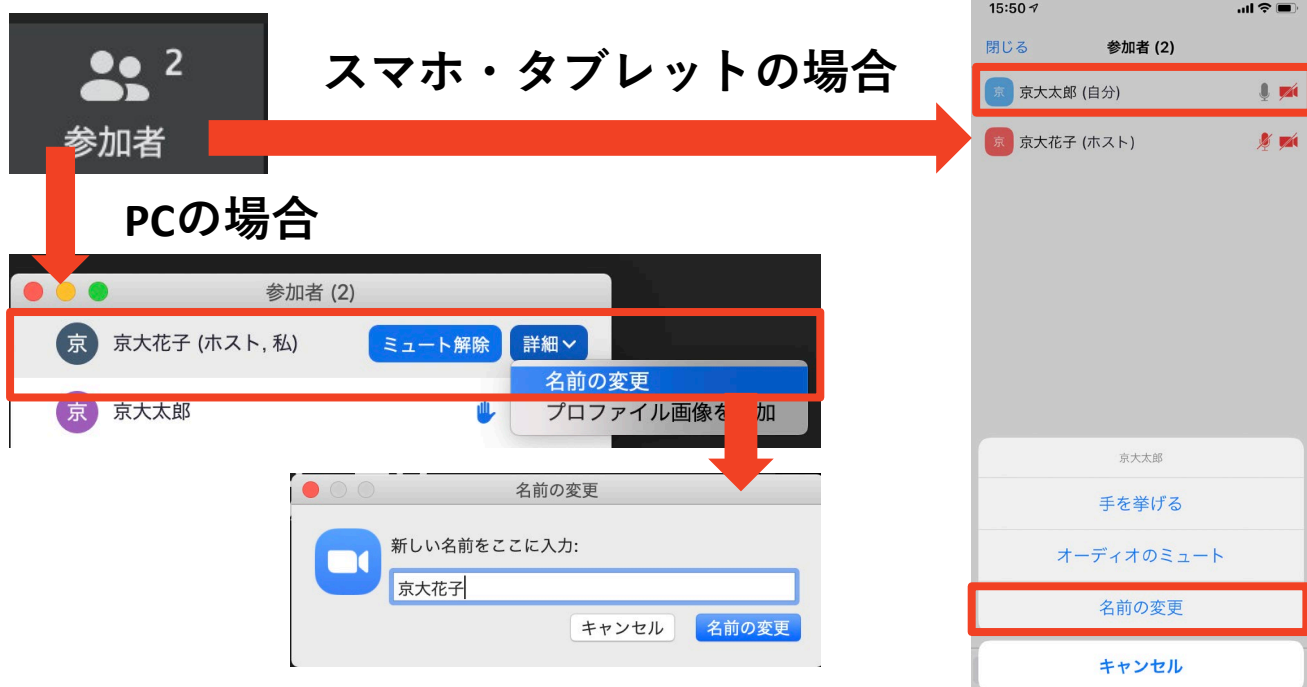 2
参加者
スマホ・タブレットの場合
PCの場合
参加者 (2)
京 京大花子 (ホスト, 私) ミュート解除 詳細
名前の変更
京 京大太郎
プロファイル画像を 加
名前の変更
新しい名前をここに入力:
京大花子
キャンセル 名前の変更
15:50
閉じる 参加者 (2)
京 京大太郎 (自分)
京 京大花子 (ホスト)
京大太郎
手を挙げる
オーディオのミュート
名前の変更
キャンセル